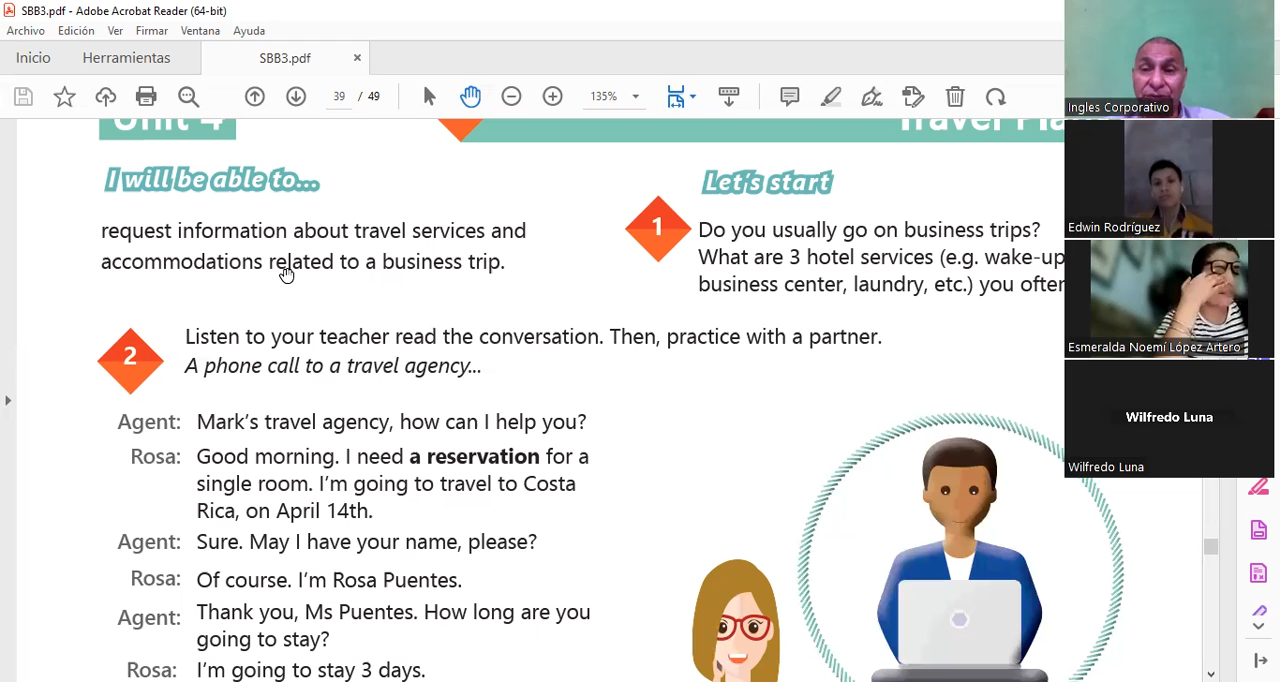 SBB3.pdf - Adobe Acrobat Reader (64-bit)
Archivo Edición Ver Firmar Ventana Ayuda
Inicio Herramientas SBB3.pdf ×
39 / 49 135%
Unit 4
I will be able to...
request information about travel services and
accommodations related to a business trip.
Let's start
1
Do you usually go on business trips?
What are 3 hotel services (e.g. wake-up
business center, laundry, etc.) you often
2
Listen to your teacher read the conversation. Then, practice with a partner.
A phone call to a travel agency...
Agent: Mark's travel agency, how can I help you?
Rosa: Good morning. I need a reservation for a
single room. I'm going to travel to Costa
Rica, on April 14th.
Agent: Sure. May I have your name, please?
Rosa: Of course. I'm Rosa Puentes.
Agent: Thank you, Ms Puentes. How long are you
going to stay?
Rosa: I'm going to stay 3 days.
Ingles Corporativo
Edwin Rodríguez
Esmeralda Noemí López Artero
Wilfredo Luna
Wilfredo Luna